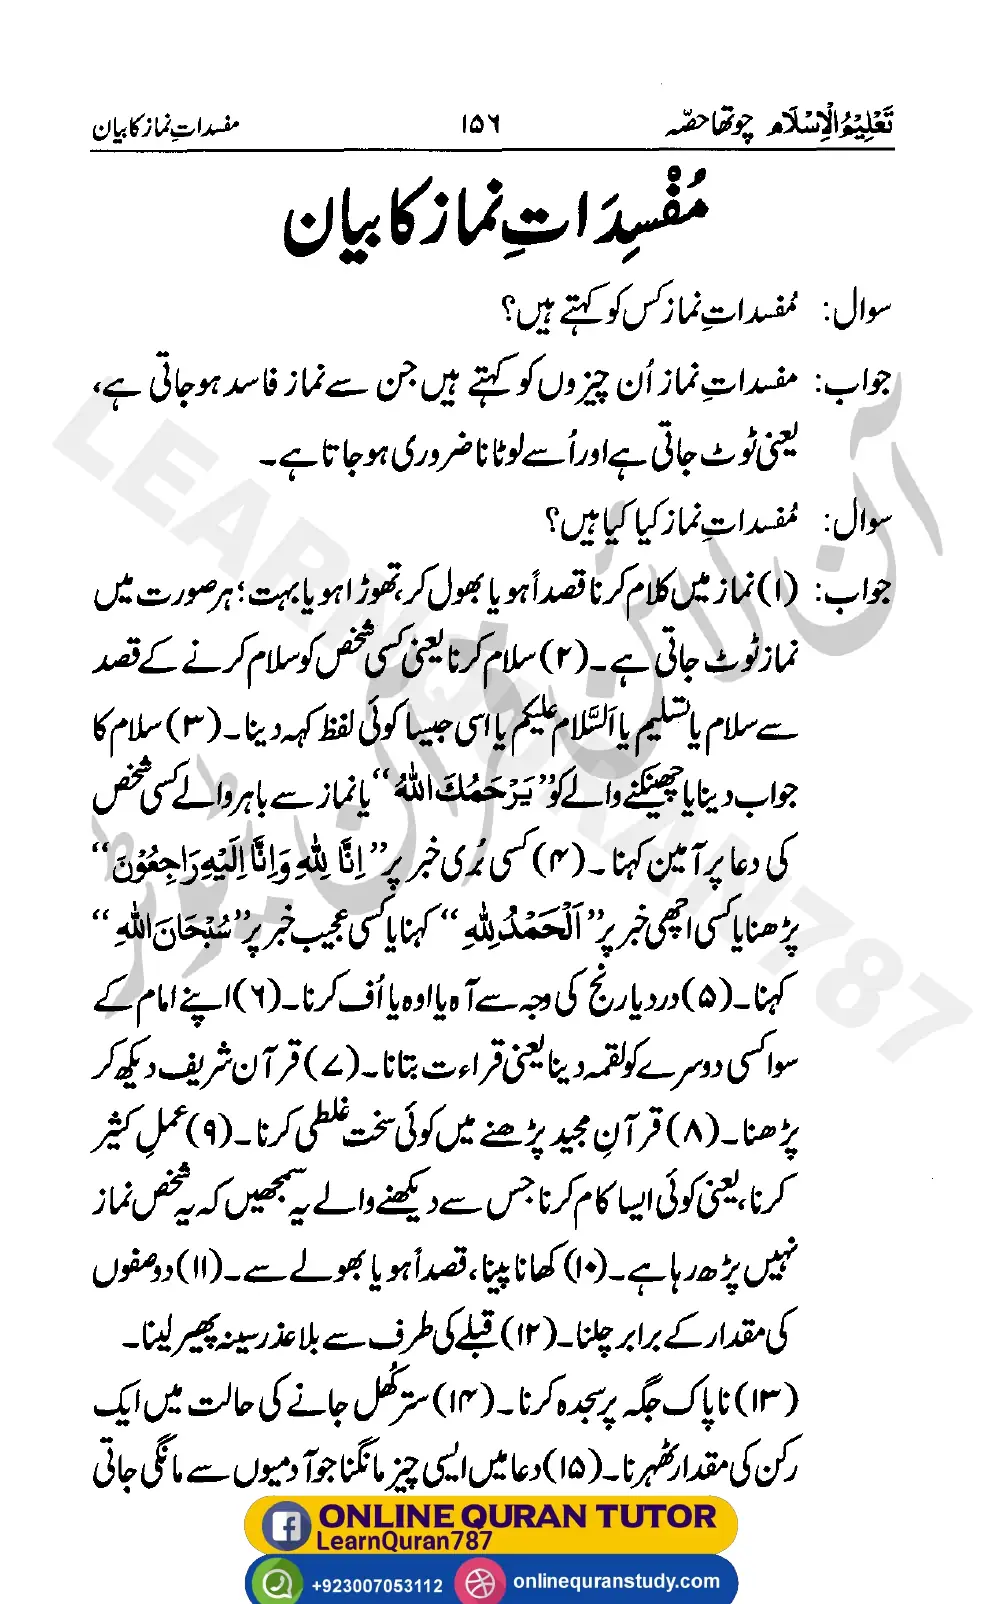 تَعْلِيْمُ الْاِسْلَام چوتھا حصّہ ۱۵۶ مفسداتِ نماز کا بیان
مُفْسِدَاتِ نماز کا بیان
سوال: مُفسداتِ نماز کس کو کہتے ہیں؟
جواب: مفسداتِ نماز اُن چیزوں کو کہتے ہیں جن سے نماز فاسد ہو جاتی ہے،
یعنی ٹوٹ جاتی ہے اور اُسے لوٹانا ضروری ہو جاتا ہے۔
سوال: مُفسداتِ نماز کیا کیا ہیں؟
جواب: (۱) نماز میں کلام کرنا قصداً ہو یا بھول کر، تھوڑا ہو یا بہت؛ ہر صورت میں
نماز ٹوٹ جاتی ہے۔ (۲) سلام کرنا یعنی کسی شخص کو سلام کرنے کے قصد
سے سلام یا تسلیم یا اَلسَّلام علیکم یا اسی جیسا کوئی لفظ کہہ دینا۔ (۳) سلام کا
جواب دینا یا چھینکنے والے کو ”يَرْحَمُكَ اللهُ“ یا نماز سے باہر والے کسی شخص
کی دعا پر آمین کہنا۔ (۴) کسی بُری خبر پر ”اِنَّا لِلّٰهِ وَاِنَّا اِلَيْهِ رَاجِعُوْنَ“
پڑھنا یا کسی اچھی خبر پر ”اَلْحَمْدُ لِلّٰهِ“ کہنا یا کسی عجیب خبر پر ”سُبْحَانَ اللهِ“
کہنا۔ (۵) درد یا رنج کی وجہ سے آہ یا اوہ یا اُف کرنا۔ (۶) اپنے امام کے
سوا کسی دوسرے کو لقمہ دینا یعنی قراءت بتانا۔ (۷) قرآن شریف دیکھ کر
پڑھنا۔ (۸) قرآنِ مجید پڑھنے میں کوئی سخت غلطی کرنا۔ (۹) عملِ کثیر
کرنا، یعنی کوئی ایسا کام کرنا جس سے دیکھنے والے یہ سمجھیں کہ یہ شخص نماز
نہیں پڑھ رہا ہے۔ (۱۰) کھانا پینا، قصداً ہو یا بھولے سے۔ (۱۱) دو صفوں
کی مقدار کے برابر چلنا۔ (۱۲) قبلے کی طرف سے بلا عذر سینہ پھیر لینا۔
(۱۳) ناپاک جگہ پر سجدہ کرنا۔ (۱۴) ستر کُھل جانے کی حالت میں ایک
رکن کی مقدار ٹھہرنا۔ (۱۵) دعا میں ایسی چیز مانگنا جو آدمیوں سے مانگی جاتی
ONLINE QURAN TUTOR
LearnQuran787
+923007053112 onlinequranstudy.com